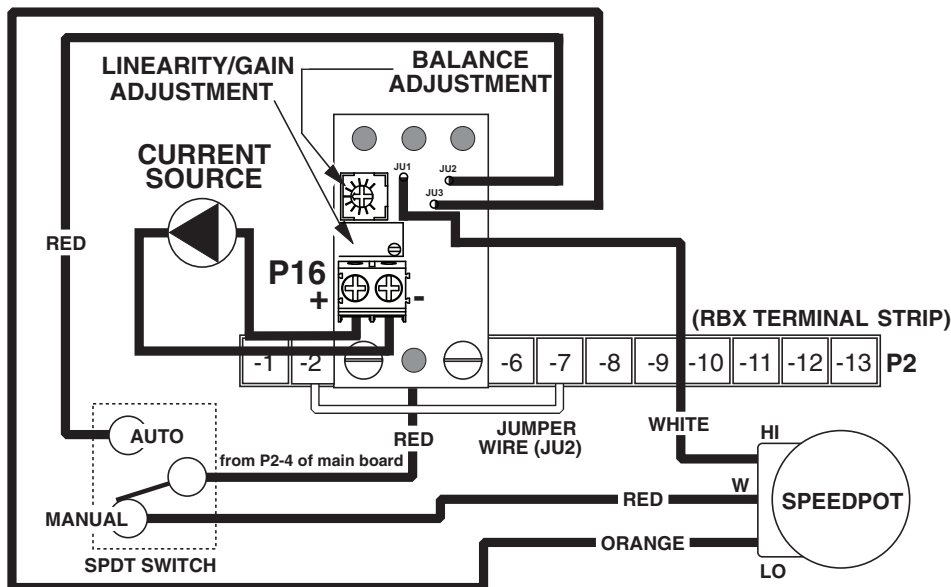 LINEARITY/GAIN
ADJUSTMENT
BALANCE
ADJUSTMENT
CURRENT
SOURCE
JU1
JU2
JU3
RED
P16
+
-
(RBX TERMINAL STRIP)
-1 -2 -6 -7 -8 -9 -10 -11 -12 -13 P2
JUMPER
WIRE (JU2)
RED
WHITE
AUTO
from P2-4 of main board
MANUAL
SPDT SWITCH
HI
W
RED
SPEEDPOT
ORANGE
LO